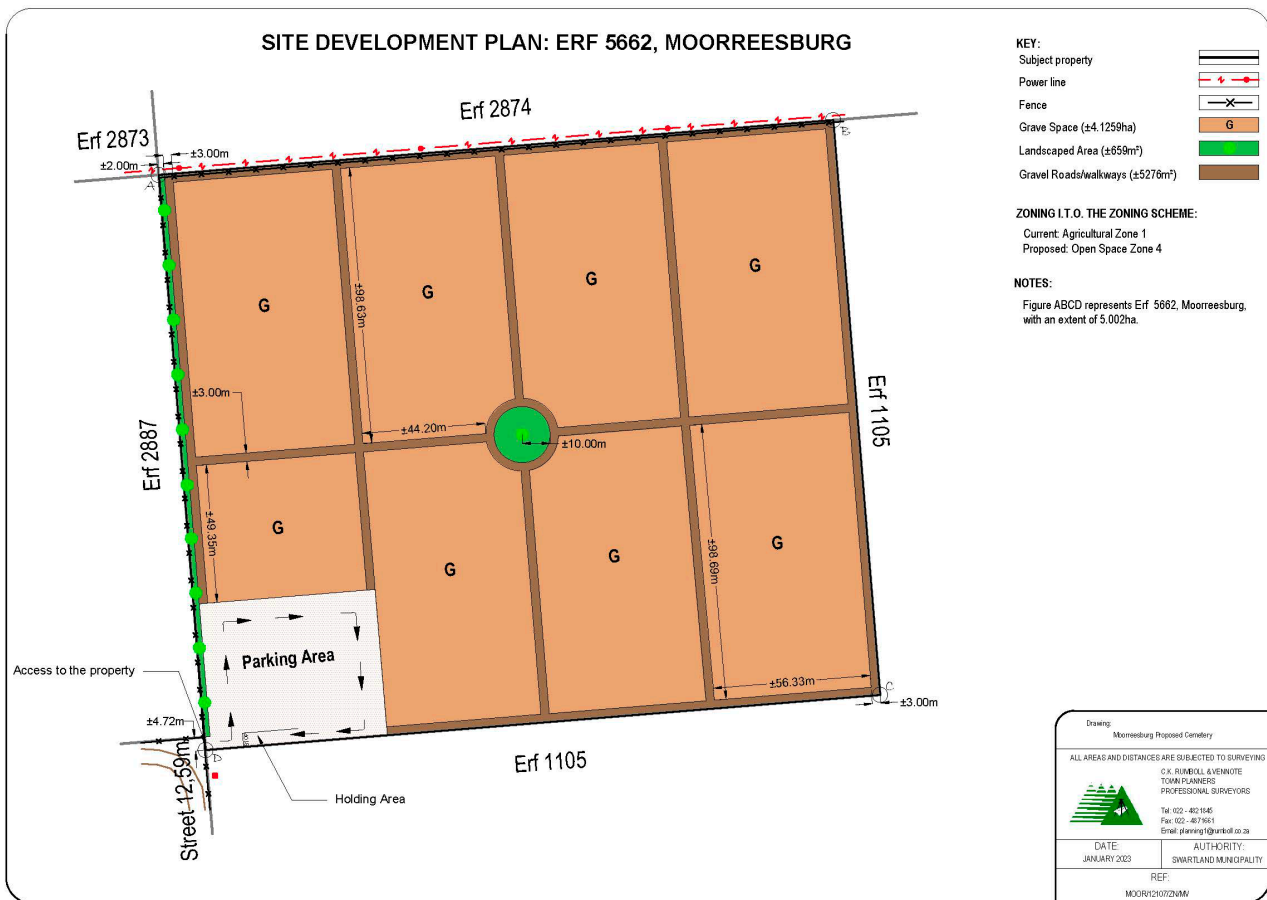 SITE DEVELOPMENT PLAN: ERF 5662, MOORREESBURG
KEY:
Subject property
Power line
Fence
Grave Space (±4.1259ha)
G
Landscaped Area (±659m²)
Gravel Roads/walkways (±5276m²)
ZONING I.T.O. THE ZONING SCHEME:
Current: Agricultural Zone 1
Proposed: Open Space Zone 4
NOTES:
Figure ABCD represents Erf 5662, Moorreesburg,
with an extent of 5.002ha.
Erf 2873
Erf 2874
±3.00m
±2.00m
A
B
G
G
G
G
±98.63m
±3.00m
±44.20m
±10.00m
Erf 2887
Erf 1105
±49.35m
G
G
G
G
±98.69m
±56.33m
C
±3.00m
Parking Area
Access to the property
±4.72m
D
Street 12,59m
Holding Area
Erf 1105
Drawing:
Moorreesburg Proposed Cemetery
ALL AREAS AND DISTANCES ARE SUBJECTED TO SURVEYING
C.K. RUMBOLL & VENNOTE
TOWN PLANNERS
PROFESSIONAL SURVEYORS
Tel: 022 - 4821845
Fax: 022 - 4871661
Email: planning1@rumboll.co.za
DATE:
JANUARY 2023
AUTHORITY:
SWARTLAND MUNICIPALITY
REF:
MOOR/12107/ZN/MV